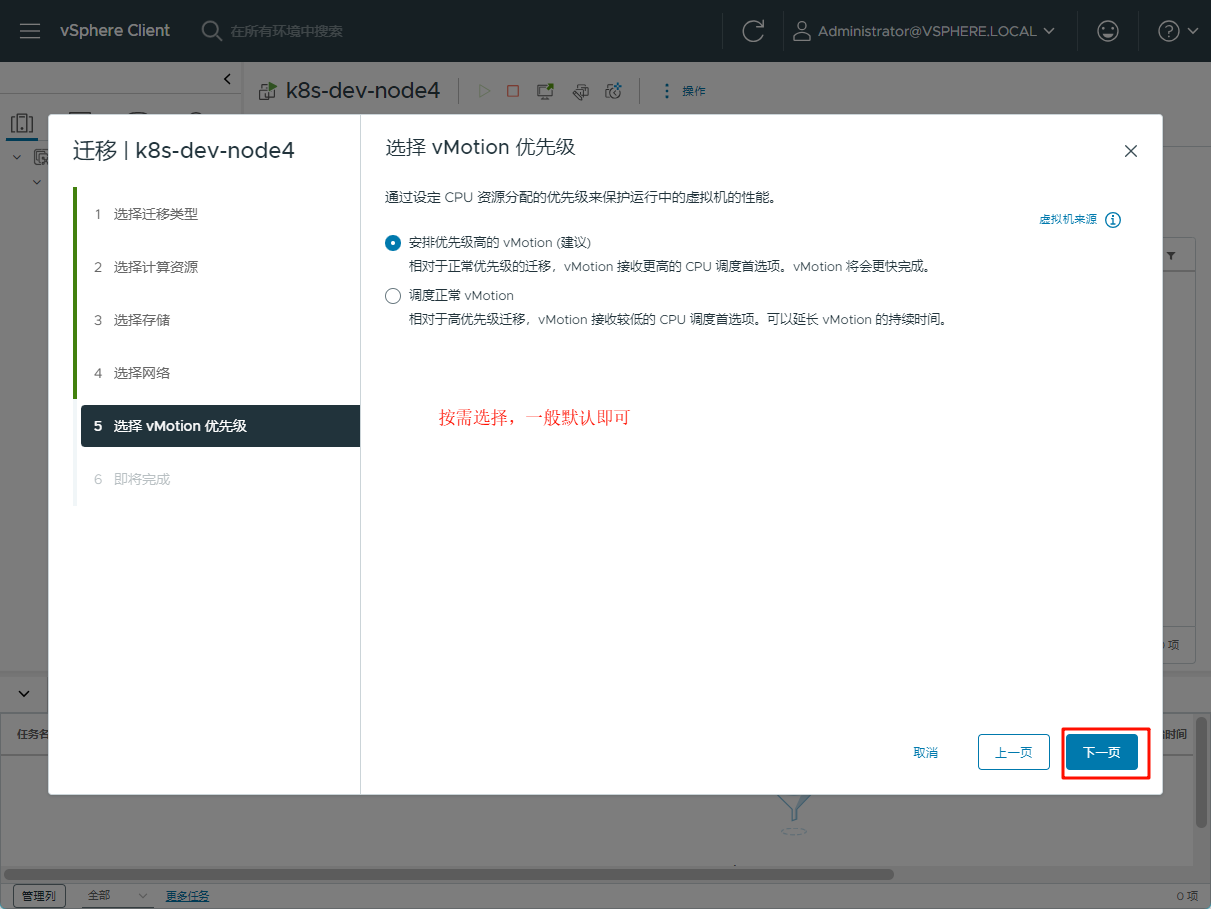 vSphere Client
在所有环境中搜索
Administrator@VSPHERE.LOCAL
k8s-dev-node4
操作
迁移 | k8s-dev-node4
1 选择迁移类型
2 选择计算资源
3 选择存储
4 选择网络
5 选择 vMotion 优先级
6 即将完成
选择 vMotion 优先级
通过设定 CPU 资源分配的优先级来保护运行中的虚拟机的性能。
虚拟机来源
安排优先级高的 vMotion (建议)
相对于正常优先级的迁移，vMotion 接收更高的 CPU 调度首选项。vMotion 将会更快完成。
调度正常 vMotion
相对于高优先级迁移，vMotion 接收较低的 CPU 调度首选项。可以延长 vMotion 的持续时间。
按需选择，一般默认即可
项
取消
上一页
下一页
任务名
时间
管理列
全部
更多任务
0 项